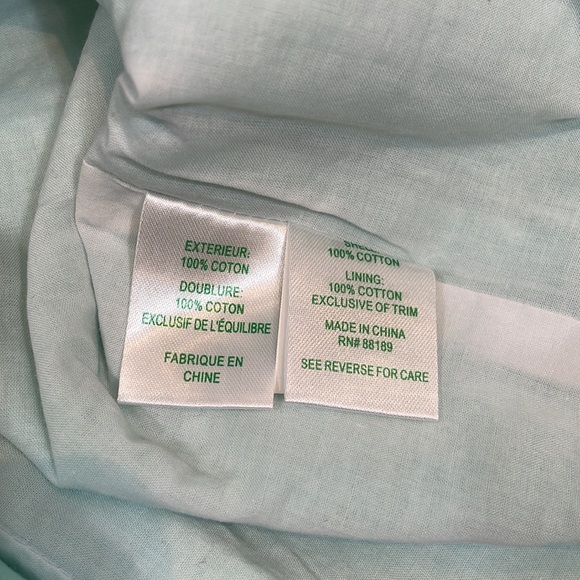 EXTERIEUR:
100% COTON
DOUBLURE:
100% COTON
EXCLUSIF DE L'ÉQUILIBRE
FABRIQUE EN
CHINE
100% COTTON
LINING:
100% COTTON
EXCLUSIVE OF TRIM
MADE IN CHINA
RN# 88189
SEE REVERSE FOR CARE